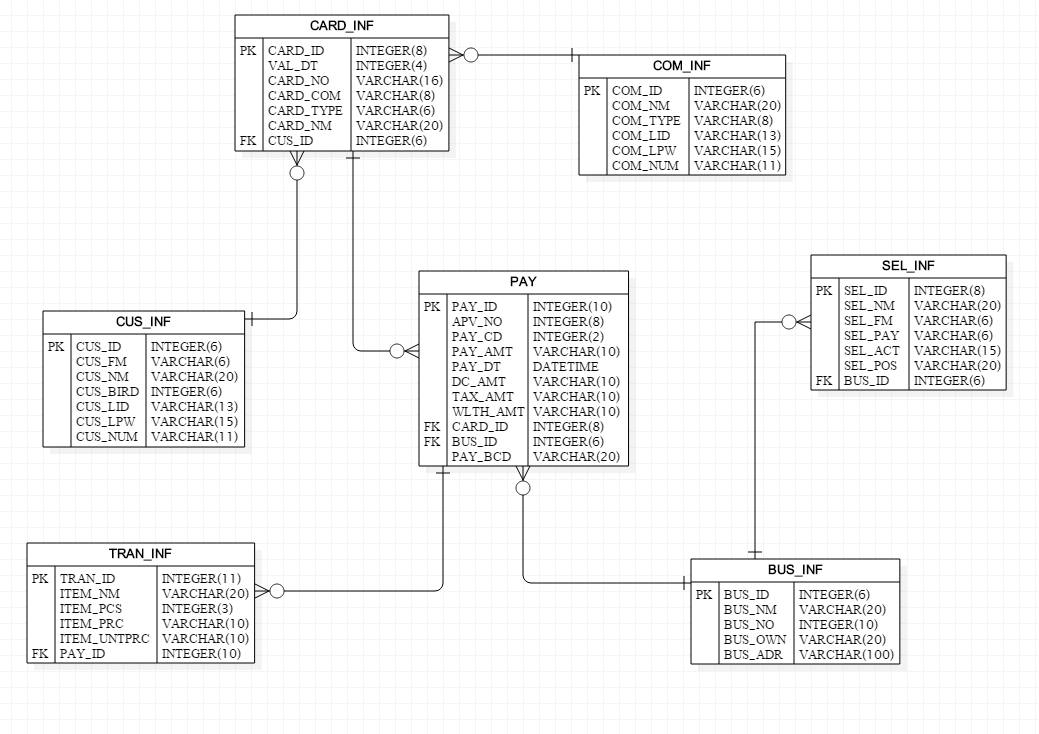 CARD_INF
PK CARD_ID INTEGER(8)
VAL_DT INTEGER(4)
CARD_NO VARCHAR(16)
CARD_COM VARCHAR(8)
CARD_TYPE VARCHAR(6)
CARD_NM VARCHAR(20)
FK CUS_ID INTEGER(6)
COM_INF
PK COM_ID INTEGER(6)
COM_NM VARCHAR(20)
COM_TYPE VARCHAR(8)
COM_LID VARCHAR(13)
COM_LPW VARCHAR(15)
COM_NUM VARCHAR(11)
SEL_INF
PK SEL_ID INTEGER(8)
SEL_NM VARCHAR(20)
SEL_FM VARCHAR(6)
SEL_PAY VARCHAR(6)
SEL_ACT VARCHAR(15)
SEL_POS VARCHAR(20)
FK BUS_ID INTEGER(6)
PAY
PK PAY_ID INTEGER(10)
APV_NO INTEGER(8)
PAY_CD INTEGER(2)
PAY_AMT VARCHAR(10)
PAY_DT DATETIME
DC_AMT VARCHAR(10)
TAX_AMT VARCHAR(10)
WLTH_AMT VARCHAR(10)
FK CARD_ID INTEGER(8)
FK BUS_ID INTEGER(6)
PAY_BCD VARCHAR(20)
CUS_INF
PK CUS_ID INTEGER(6)
CUS_FM VARCHAR(6)
CUS_NM VARCHAR(20)
CUS_BIRD INTEGER(6)
CUS_LID VARCHAR(13)
CUS_LPW VARCHAR(15)
CUS_NUM VARCHAR(11)
TRAN_INF
PK TRAN_ID INTEGER(11)
ITEM_NM VARCHAR(20)
ITEM_PCS INTEGER(3)
ITEM_PRC VARCHAR(10)
ITEM_UNTPRC VARCHAR(10)
FK PAY_ID INTEGER(10)
BUS_INF
PK BUS_ID INTEGER(6)
BUS_NM VARCHAR(20)
BUS_NO INTEGER(10)
BUS_OWN VARCHAR(20)
BUS_ADR VARCHAR(100)